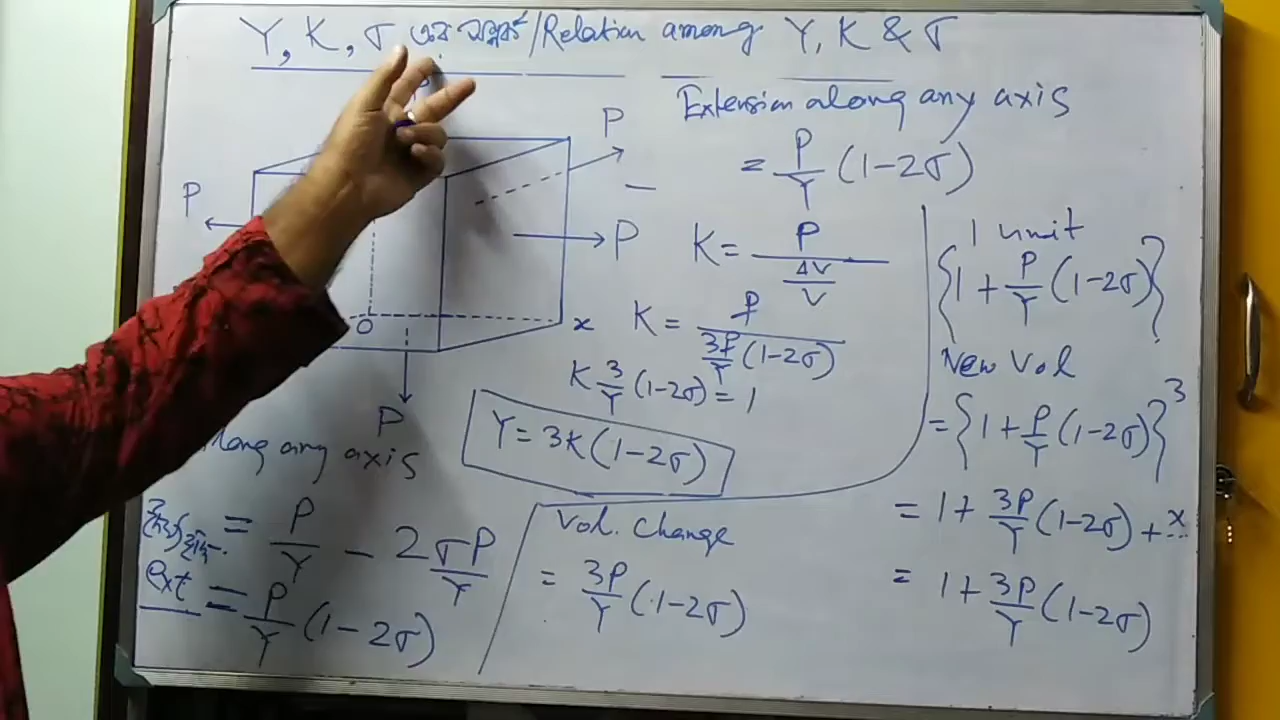 Y, K, σ এর সম্পর্ক/Relation among Y, K & σ
Extension along any axis
= P/Y (1-2σ)
P
P
P
P
O
x
K = P / (ΔV/V)
K = P / (3P/Y (1-2σ))
K 3/Y (1-2σ) = 1
Y = 3K(1-2σ)
1 unit
{1 + P/Y (1-2σ)}
New Vol
= {1 + P/Y (1-2σ)}³
= 1 + 3P/Y (1-2σ) + x...
= 1 + 3P/Y (1-2σ)
along any axis
= P/Y - 2σP/Y
ext = P/Y (1-2σ)
Vol. Change
= 3P/Y (1-2σ)